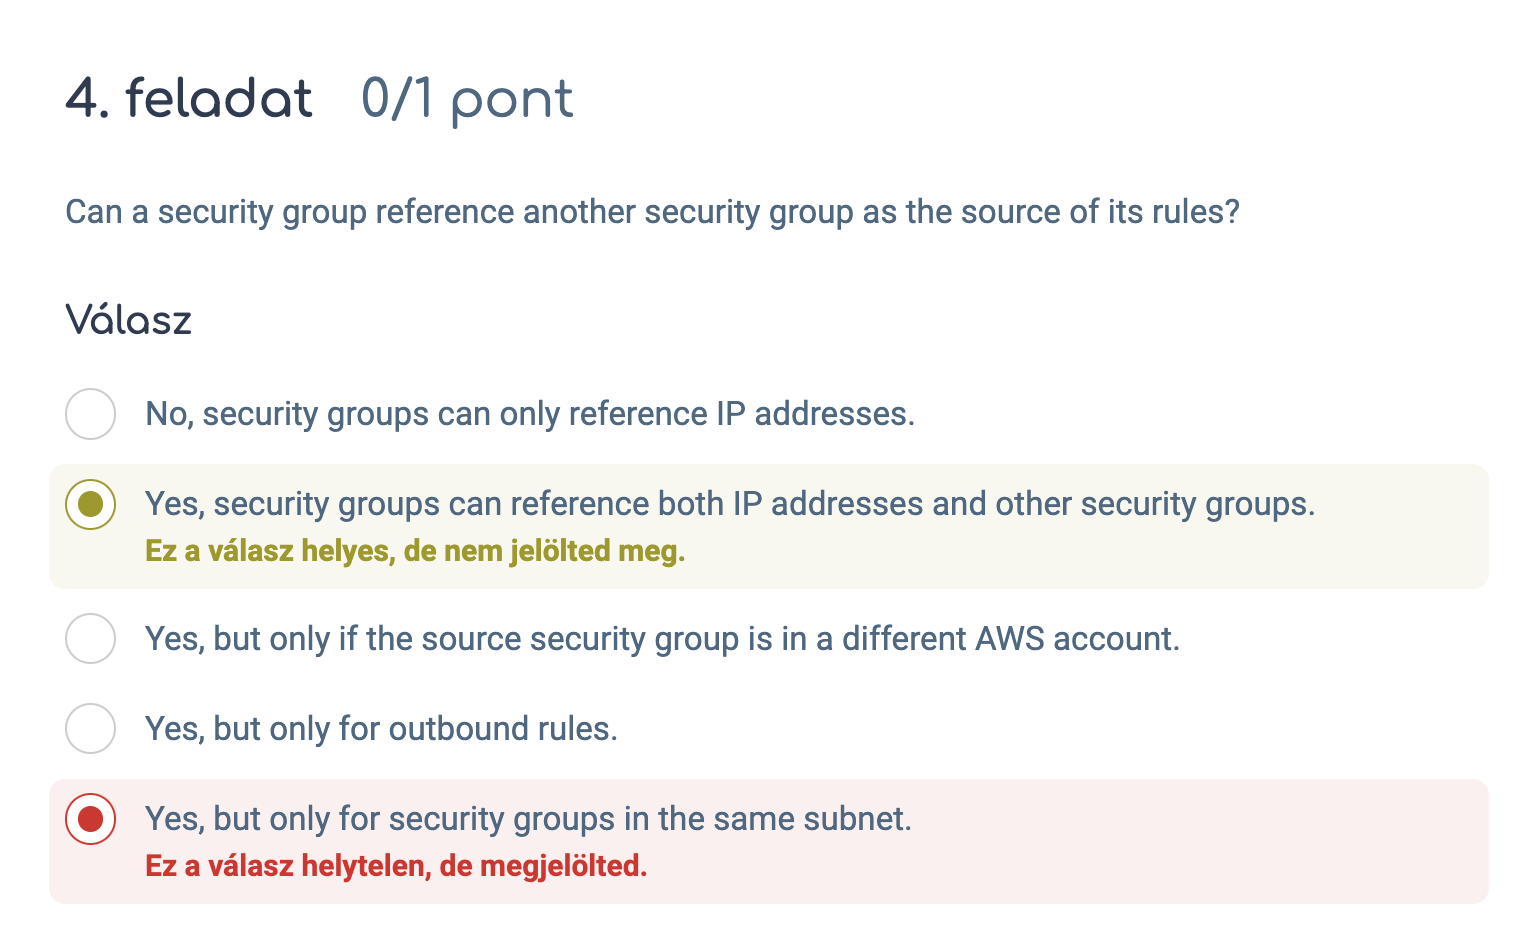 4. feladat 0/1 pont
Can a security group reference another security group as the source of its rules?
Válasz
No, security groups can only reference IP addresses.
Yes, security groups can reference both IP addresses and other security groups.
Ez a válasz helyes, de nem jelölted meg.
Yes, but only if the source security group is in a different AWS account.
Yes, but only for outbound rules.
Yes, but only for security groups in the same subnet.
Ez a válasz helytelen, de megjelölted.